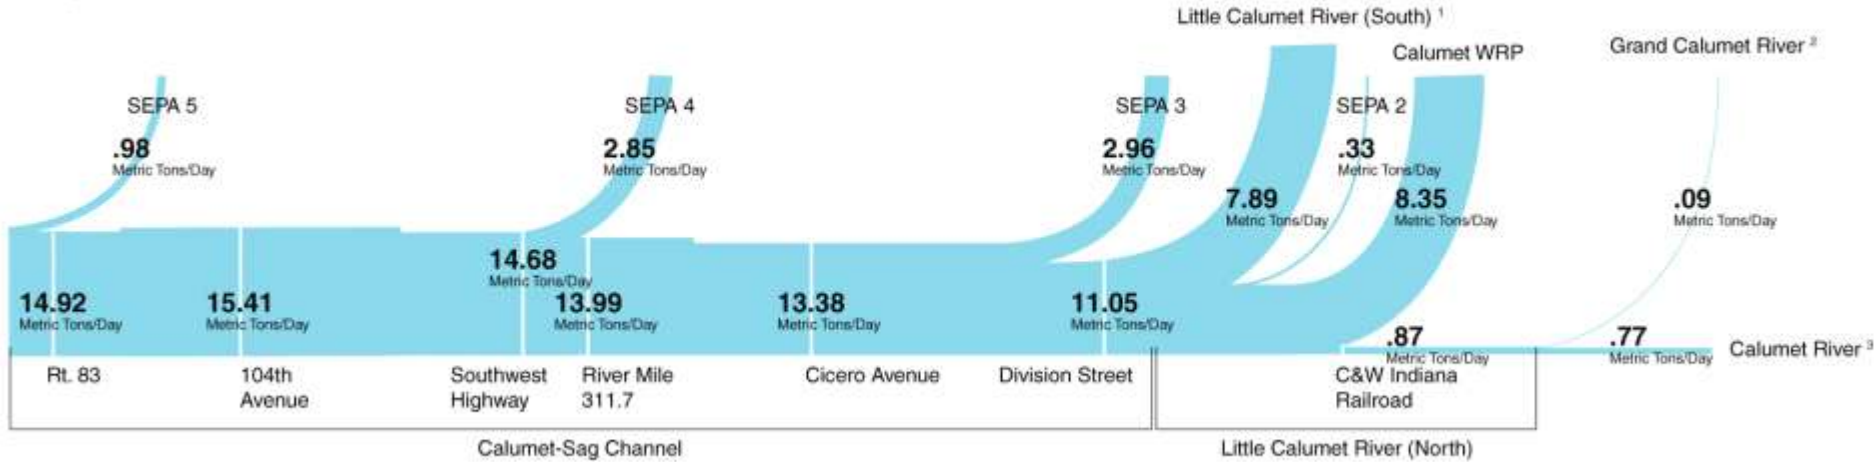 Little Calumet River (South) 1
Calumet WRP
Grand Calumet River 2
SEPA 5
.98
Metric Tons/Day
SEPA 4
2.85
Metric Tons/Day
SEPA 3
2.96
Metric Tons/Day
7.89
Metric Tons/Day
SEPA 2
.33
Metric Tons/Day
8.35
Metric Tons/Day
.09
Metric Tons/Day
14.92
Metric Tons/Day
15.41
Metric Tons/Day
14.68
Metric Tons/Day
13.99
Metric Tons/Day
13.38
Metric Tons/Day
11.05
Metric Tons/Day
.87
Metric Tons/Day
.77
Metric Tons/Day
Calumet River 3
Rt. 83
104th
Avenue
Southwest
Highway
River Mile
311.7
Cicero Avenue
Division Street
C&W Indiana
Railroad
Calumet-Sag Channel
Little Calumet River (North)